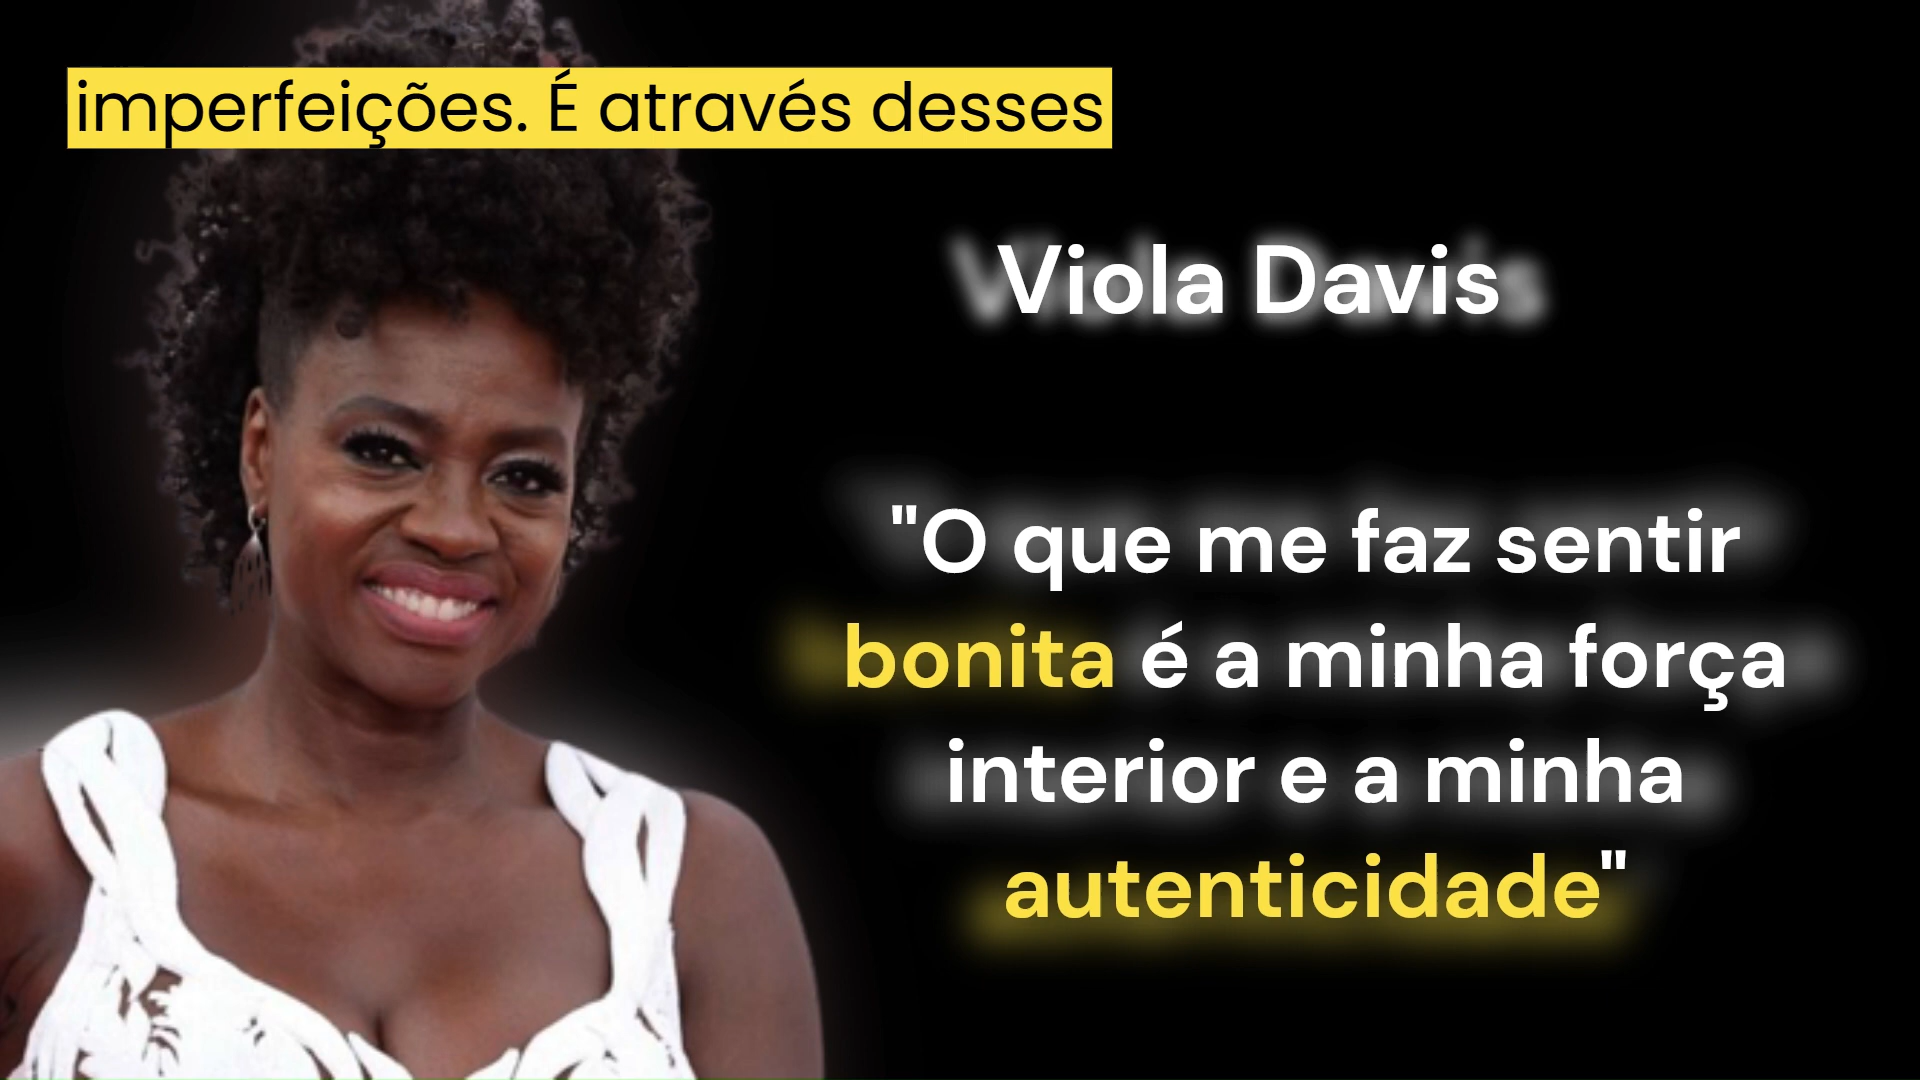 imperfeições. É através desses
Viola Davis
"O que me faz sentir
bonita é a minha força
interior e a minha
autenticidade"